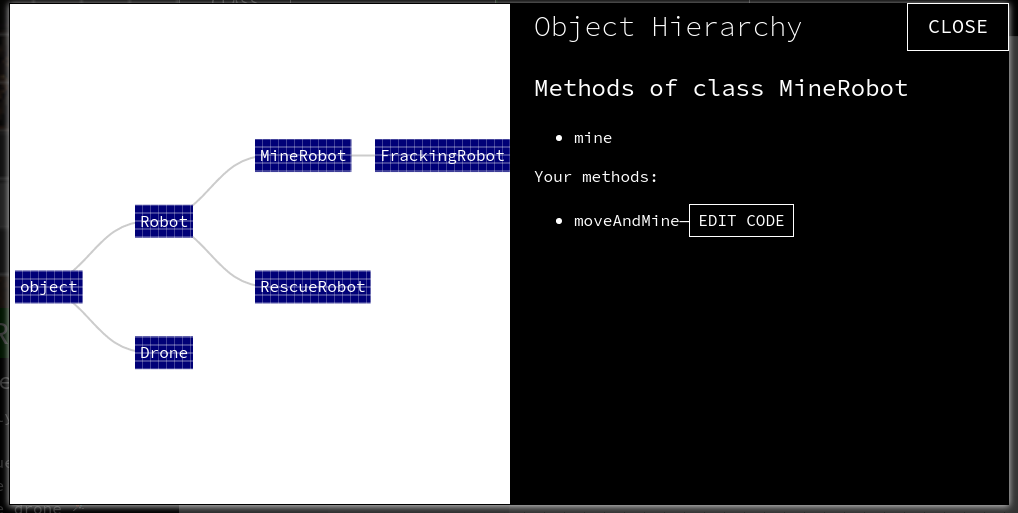 Object Hierarchy
CLOSE
Methods of class MineRobot
mine
Your methods:
moveAndMine—EDIT CODE
MineRobot
FrackingRobot
Robot
object
RescueRobot
Drone
drone